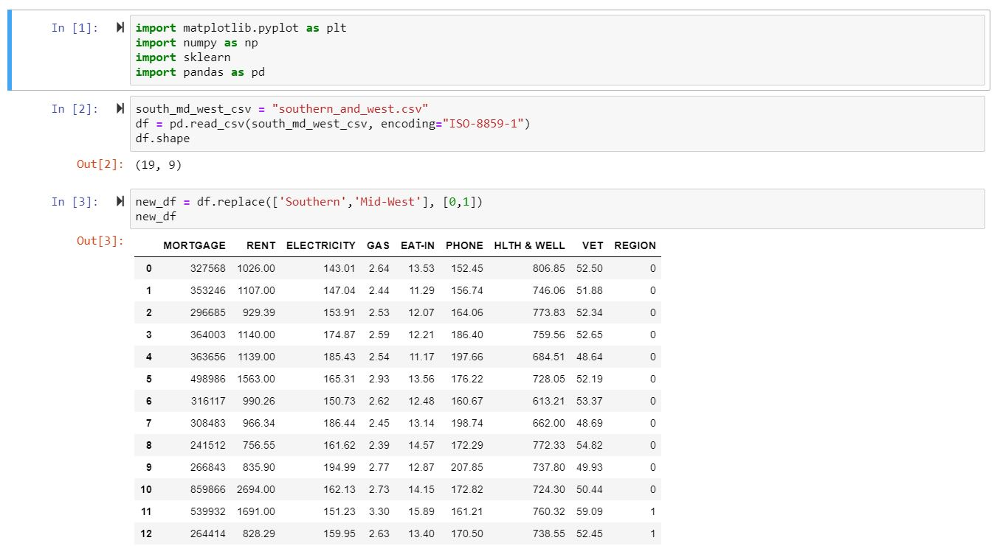 In [1]:
import matplotlib.pyplot as plt
import numpy as np
import sklearn
import pandas as pd
In [2]:
south_md_west_csv = "southern_and_west.csv"
df = pd.read_csv(south_md_west_csv, encoding="ISO-8859-1")
df.shape
Out[2]: (19, 9)
In [3]:
new_df = df.replace(['Southern','Mid-West'], [0,1])
new_df
Out[3]:
MORTGAGE RENT ELECTRICITY GAS EAT-IN PHONE HLTH & WELL VET REGION
0 327568 1026.00 143.01 2.64 13.53 152.45 806.85 52.50 0
1 353246 1107.00 147.04 2.44 11.29 156.74 746.06 51.88 0
2 296685 929.39 153.91 2.53 12.07 164.06 773.83 52.34 0
3 364003 1140.00 174.87 2.59 12.21 186.40 759.56 52.65 0
4 363656 1139.00 185.43 2.54 11.17 197.66 684.51 48.64 0
5 498986 1563.00 165.31 2.93 13.56 176.22 728.05 52.19 0
6 316117 990.26 150.73 2.62 12.48 160.67 613.21 53.37 0
7 308483 966.34 186.44 2.45 13.14 198.74 662.00 48.69 0
8 241512 756.55 161.62 2.39 14.57 172.29 772.33 54.82 0
9 266843 835.90 194.99 2.77 12.87 207.85 737.80 49.93 0
10 859866 2694.00 162.13 2.73 14.15 172.82 724.30 50.44 0
11 539932 1691.00 151.23 3.30 15.89 161.21 760.32 59.09 1
12 264414 828.29 159.95 2.63 13.40 170.50 738.55 52.45 1